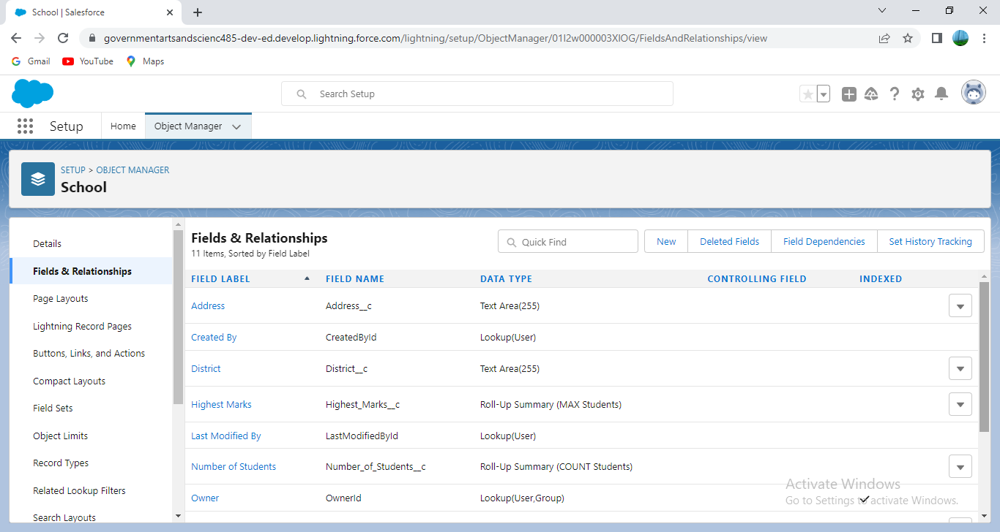 School | Salesforce
governmentartsandscienc485-dev-ed.develop.lightning.force.com/lightning/setup/ObjectManager/01I2w000003XIOG/FieldsAndRelationships/view
Gmail YouTube Maps
Search Setup
Setup Home Object Manager
SETUP > OBJECT MANAGER
School
Details
Fields & Relationships
Page Layouts
Lightning Record Pages
Buttons, Links, and Actions
Compact Layouts
Field Sets
Object Limits
Record Types
Related Lookup Filters
Search Layouts
Fields & Relationships
11 Items, Sorted by Field Label
Quick Find
New Deleted Fields Field Dependencies Set History Tracking
FIELD LABEL FIELD NAME DATA TYPE CONTROLLING FIELD INDEXED
Address Address__c Text Area(255)
Created By CreatedById Lookup(User)
District District__c Text Area(255)
Highest Marks Highest_Marks__c Roll-Up Summary (MAX Students)
Last Modified By LastModifiedById Lookup(User)
Number of Students Number_of_Students__c Roll-Up Summary (COUNT Students)
Owner OwnerId Lookup(User,Group)
Activate Windows
Go to Settings to activate Windows.